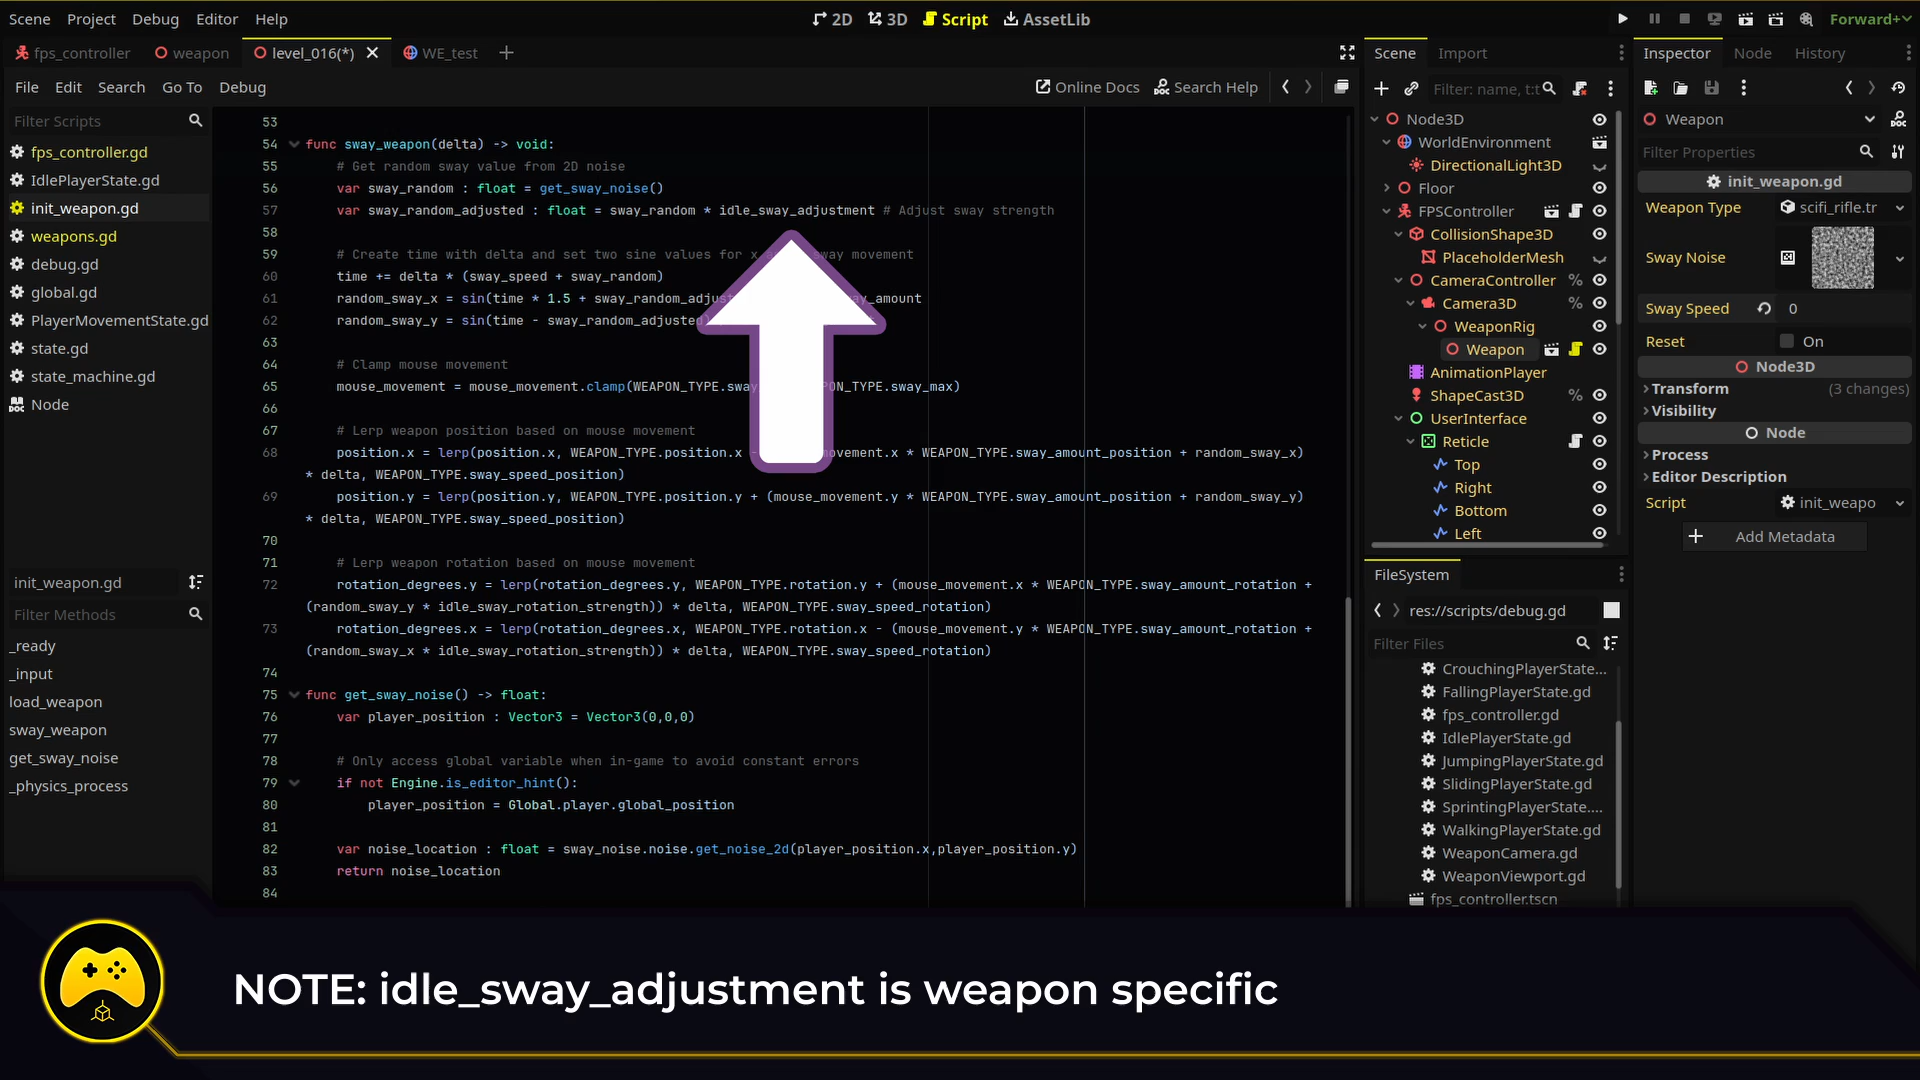 Scene Project Debug Editor Help
2D 3D Script AssetLib
Forward+
fps_controller weapon level_016(*) WE_test
File Edit Search Go To Debug
Online Docs Search Help
Filter Scripts
fps_controller.gd
IdlePlayerState.gd
init_weapon.gd
weapons.gd
debug.gd
global.gd
PlayerMovementState.gd
state.gd
state_machine.gd
Node
init_weapon.gd
Filter Methods
_ready
_input
load_weapon
sway_weapon
get_sway_noise
_physics_process
53
54 func sway_weapon(delta) -> void:
55 # Get random sway value from 2D noise
56 var sway_random : float = get_sway_noise()
57 var sway_random_adjusted : float = sway_random * idle_sway_adjustment # Adjust sway strength
58
59 # Create time with delta and set two sine values for x sway movement
60 time += delta * (sway_speed + sway_random)
61 random_sway_x = sin(time * 1.5 + sway_random_adjus _amount
62 random_sway_y = sin(time - sway_random_adjusted)
63
64 # Clamp mouse movement
65 mouse_movement = mouse_movement.clamp(WEAPON_TYPE.sway PON_TYPE.sway_max)
66
67 # Lerp weapon position based on mouse movement
68 position.x = lerp(position.x, WEAPON_TYPE.position.x - ovement.x * WEAPON_TYPE.sway_amount_position + random_sway_x)
* delta, WEAPON_TYPE.sway_speed_position)
69 position.y = lerp(position.y, WEAPON_TYPE.position.y + (mouse_movement.y * WEAPON_TYPE.sway_amount_position + random_sway_y)
* delta, WEAPON_TYPE.sway_speed_position)
70
71 # Lerp weapon rotation based on mouse movement
72 rotation_degrees.y = lerp(rotation_degrees.y, WEAPON_TYPE.rotation.y + (mouse_movement.x * WEAPON_TYPE.sway_amount_rotation +
(random_sway_y * idle_sway_rotation_strength)) * delta, WEAPON_TYPE.sway_speed_rotation)
73 rotation_degrees.x = lerp(rotation_degrees.x, WEAPON_TYPE.rotation.x - (mouse_movement.y * WEAPON_TYPE.sway_amount_rotation +
(random_sway_x * idle_sway_rotation_strength)) * delta, WEAPON_TYPE.sway_speed_rotation)
74
75 func get_sway_noise() -> float:
76 var player_position : Vector3 = Vector3(0,0,0)
77
78 # Only access global variable when in-game to avoid constant errors
79 if not Engine.is_editor_hint():
80 player_position = Global.player.global_position
81
82 var noise_location : float = sway_noise.noise.get_noise_2d(player_position.x,player_position.y)
83 return noise_location
84
Scene Import
Filter: name, t:t
Node3D
WorldEnvironment
DirectionalLight3D
Floor
FPSController
CollisionShape3D
PlaceholderMesh
CameraController %
Camera3D %
WeaponRig
Weapon
AnimationPlayer
ShapeCast3D %
UserInterface
Reticle
Top
Right
Bottom
Left
FileSystem
res://scripts/debug.gd
Filter Files
CrouchingPlayerState...
FallingPlayerState.gd
fps_controller.gd
IdlePlayerState.gd
JumpingPlayerState.gd
SlidingPlayerState.gd
SprintingPlayerState....
WalkingPlayerState.gd
WeaponCamera.gd
WeaponViewport.gd
fps_controller.tscn
Inspector Node History
Weapon
Filter Properties
init_weapon.gd
Weapon Type scifi_rifle.tr
Sway Noise
Sway Speed 0
Reset On
Node3D
Transform (3 changes)
Visibility
Node
Process
Editor Description
Script init_weapo
Add Metadata
NOTE: idle_sway_adjustment is weapon specific